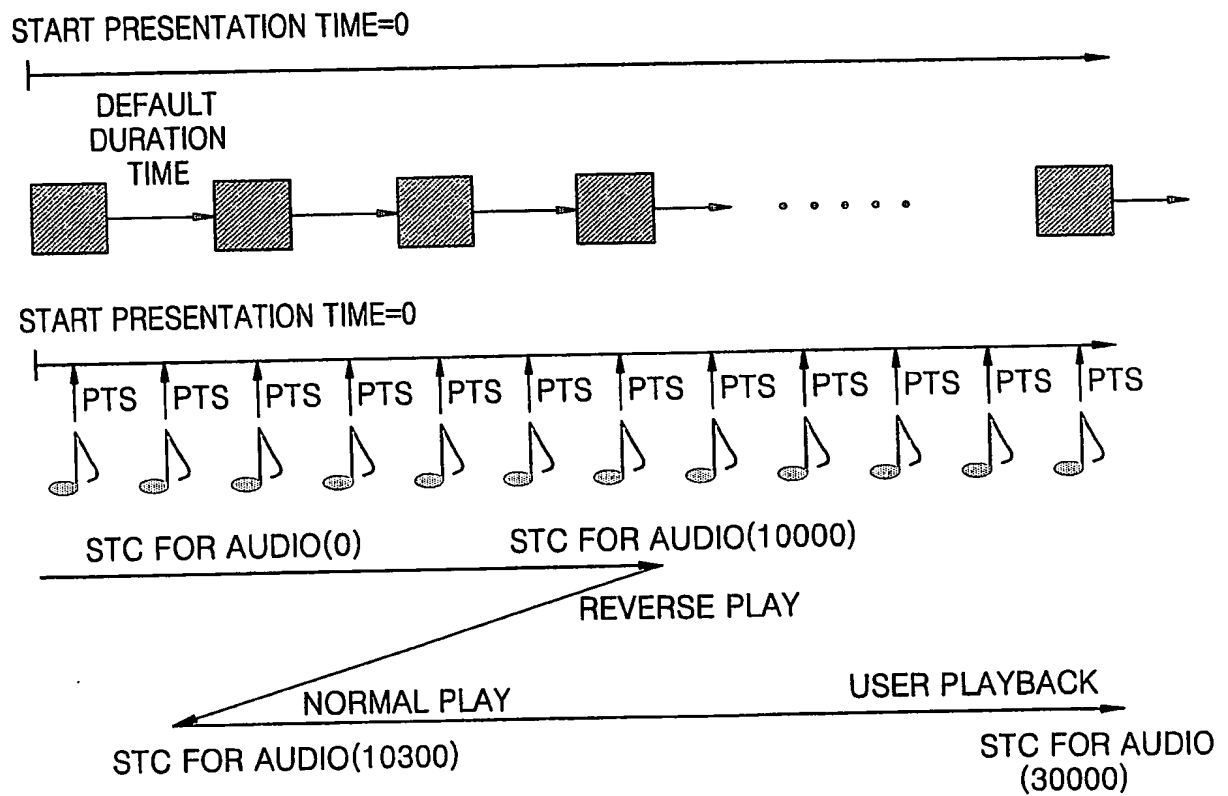 START PRESENTATION TIME=0
DEFAULT
DURATION
TIME
START PRESENTATION TIME=0
PTS PTS PTS PTS PTS PTS PTS PTS PTS PTS PTS PTS
STC FOR AUDIO(0) STC FOR AUDIO(10000)
REVERSE PLAY
NORMAL PLAY USER PLAYBACK
STC FOR AUDIO(10300) STC FOR AUDIO
(30000)